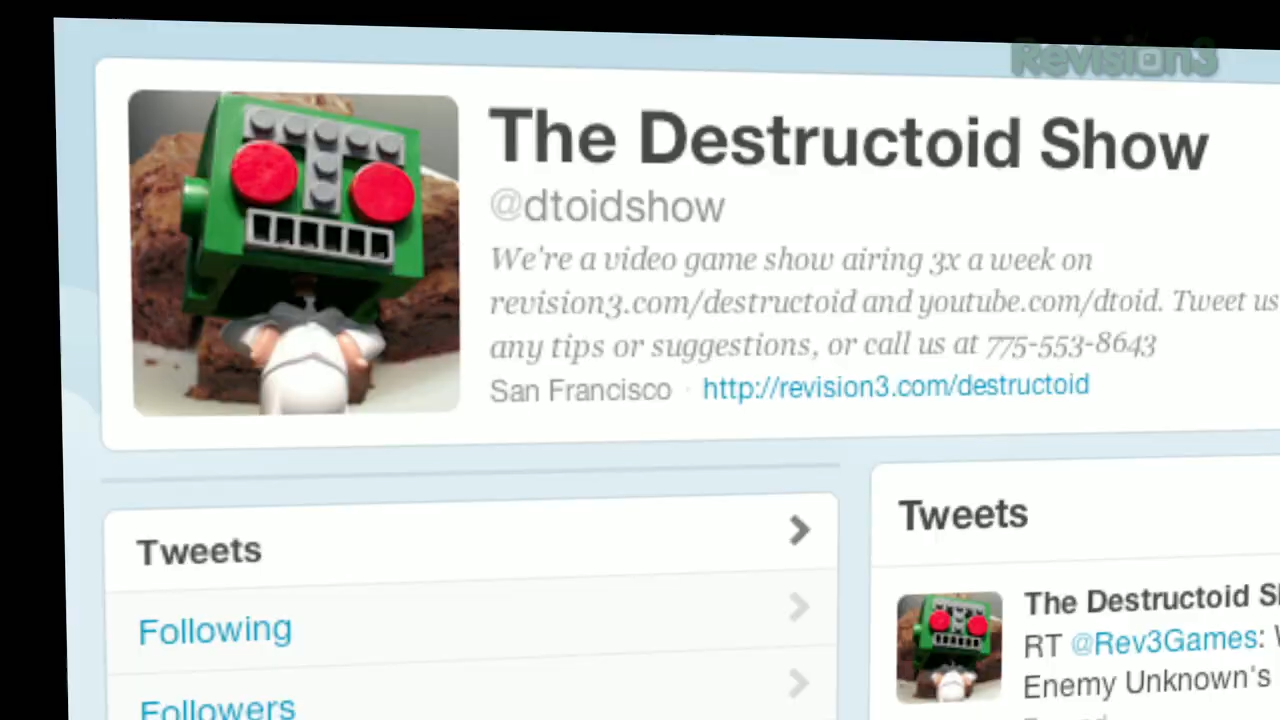 Revision3
The Destructoid Show
@dtoidshow
We're a video game show airing 3x a week on
revision3.com/destructoid and youtube.com/dtoid. Tweet us
any tips or suggestions, or call us at 775-553-8643
San Francisco · http://revision3.com/destructoid
Tweets
Following
Followers
Tweets
The Destructoid
RT @Rev3Games:
Enemy Unknown's